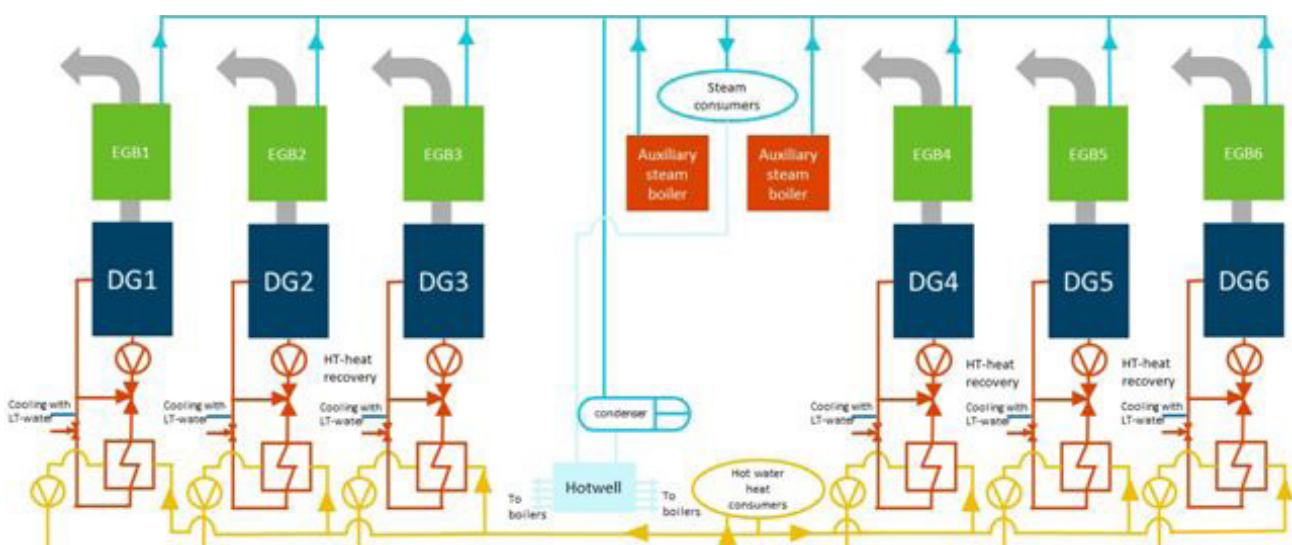 Steam
consumers
EGB1
EGB2
EGB3
Auxiliary
steam
boiler
Auxiliary
steam
boiler
EGB4
EGB5
EGB6
DG1
DG2
DG3
DG4
DG5
DG6
HT-heat
recovery
HT-heat
recovery
HT-heat
recovery
Cooling with
LT-water
Cooling with
LT-water
Cooling with
LT-water
condenser
Cooling with
LT-water
Cooling with
LT-water
Cooling with
LT-water
To
boilers
Hotwell
To
boilers
Hot water
heat
consumers